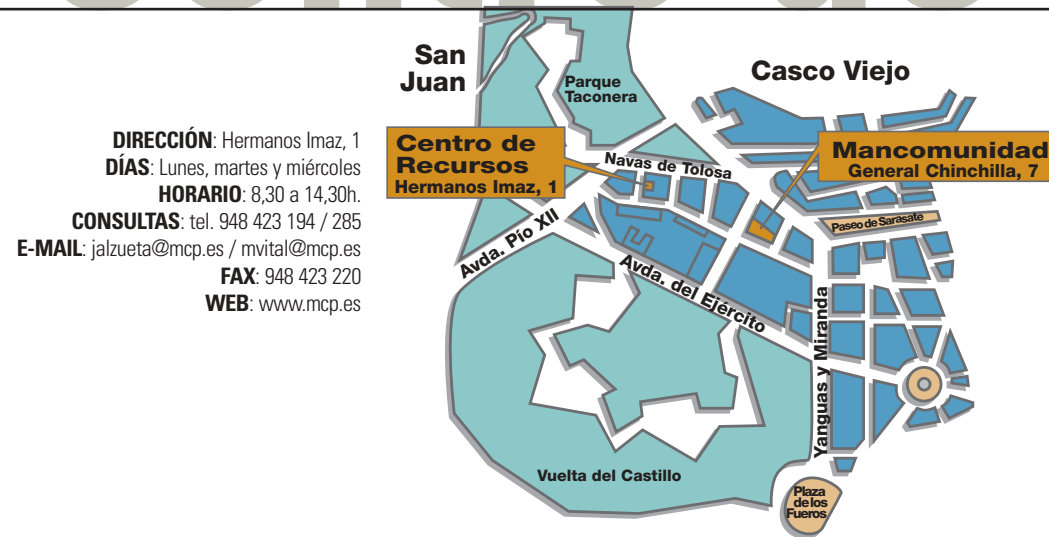 DIRECCIÓN: Hermanos Imaz, 1
DÍAS: Lunes, martes y miércoles
HORARIO: 8,30 a 14,30h.
CONSULTAS: tel. 948 423 194 / 285
E-MAIL: jalzueta@mcp.es / mvital@mcp.es
FAX: 948 423 220
WEB: www.mcp.es
San
Juan
Parque
Taconera
Casco Viejo
Centro de
Recursos
Hermanos Imaz, 1
Navas de Tolosa
Mancomunidad
General Chinchilla, 7
Paseo de Sarasate
Avda. Pío XII
Avda. del Ejército
Yanguas y Miranda
Vuelta del Castillo
Plaza
de los
Fueros